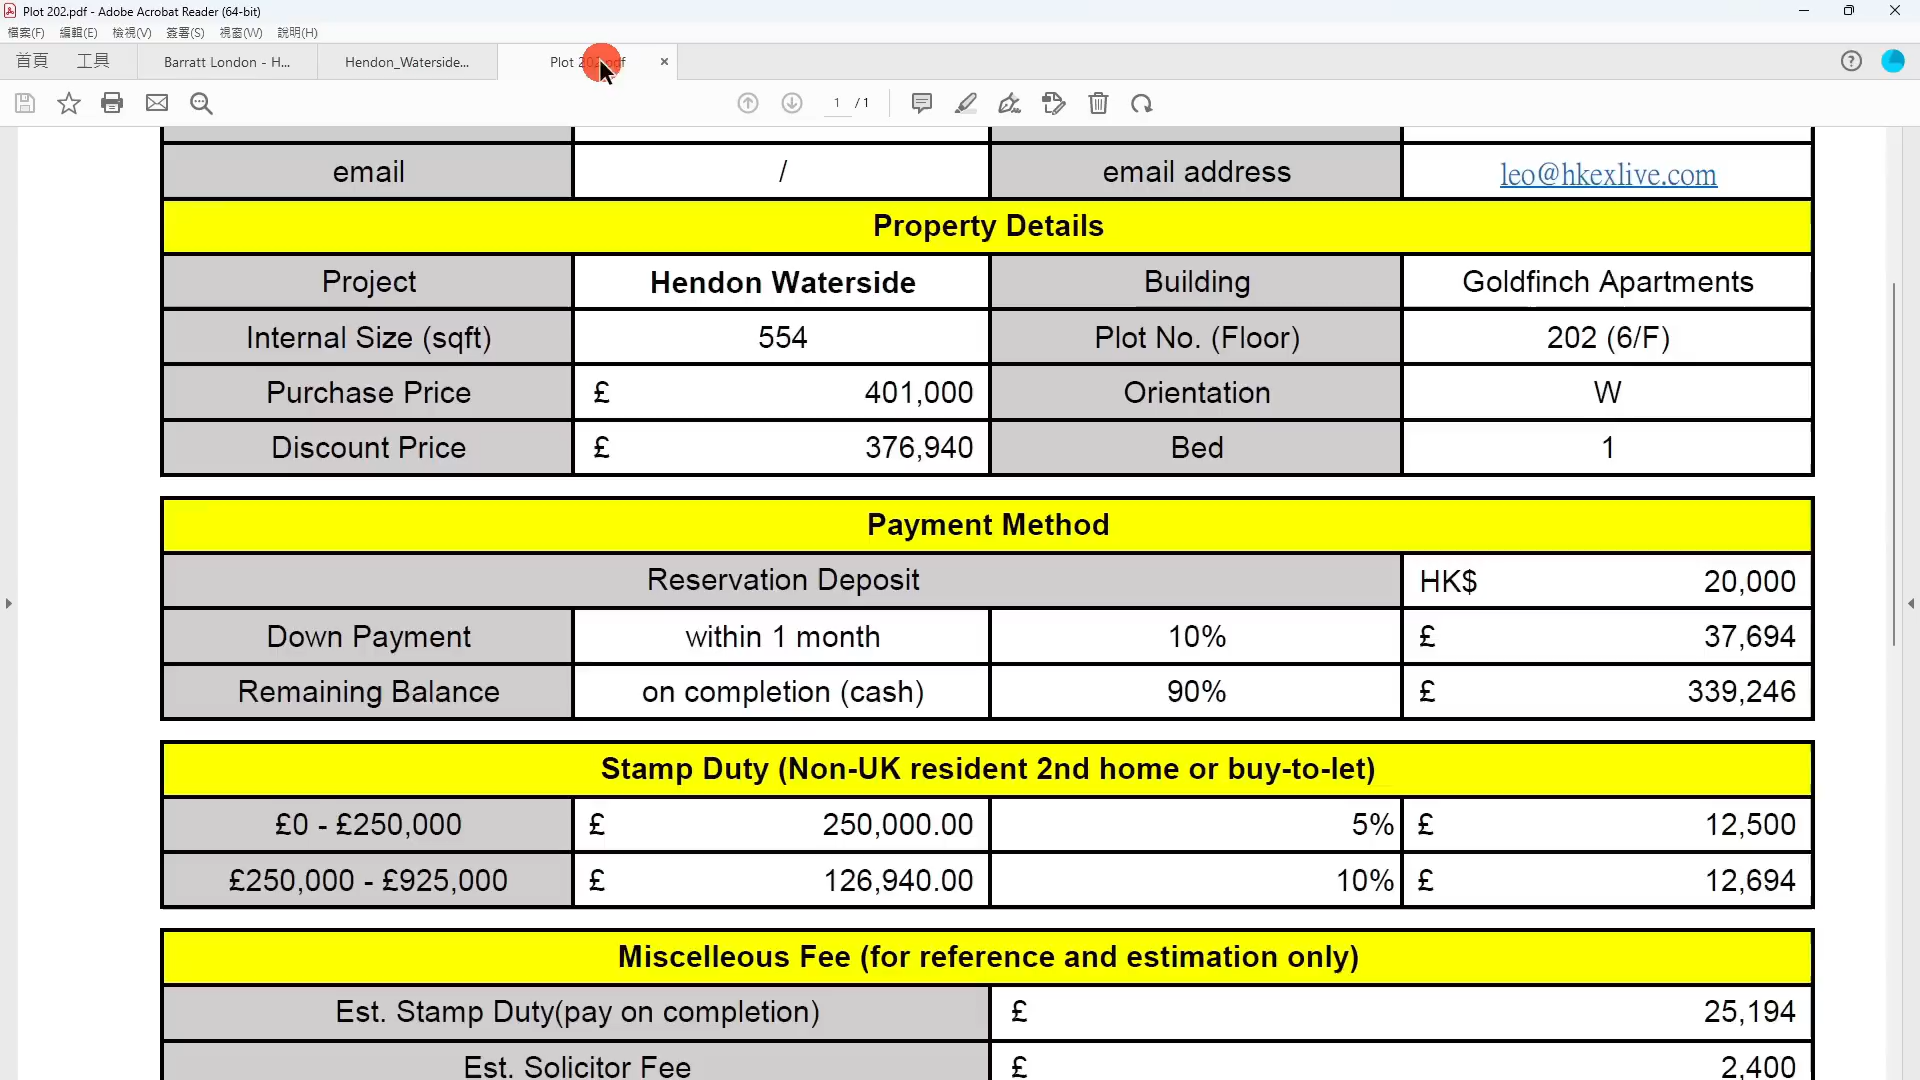 Plot 202.pdf - Adobe Acrobat Reader (64-bit)
檔案(F) 編輯(E) 檢視(V) 簽署(S) 視窗(W) 說明(H)
首頁 工具 Barratt London - H... Hendon_Waterside... Plot 202.pdf
1 / 1
email / email address leo@hkexlive.com
Property Details
Project Hendon Waterside Building Goldfinch Apartments
Internal Size (sqft) 554 Plot No. (Floor) 202 (6/F)
Purchase Price £ 401,000 Orientation W
Discount Price £ 376,940 Bed 1
Payment Method
Reservation Deposit HK$ 20,000
Down Payment within 1 month 10% £ 37,694
Remaining Balance on completion (cash) 90% £ 339,246
Stamp Duty (Non-UK resident 2nd home or buy-to-let)
£0 - £250,000 £ 250,000.00 5% £ 12,500
£250,000 - £925,000 £ 126,940.00 10% £ 12,694
Miscelleous Fee (for reference and estimation only)
Est. Stamp Duty(pay on completion) £ 25,194
Est. Solicitor Fee £ 2,400